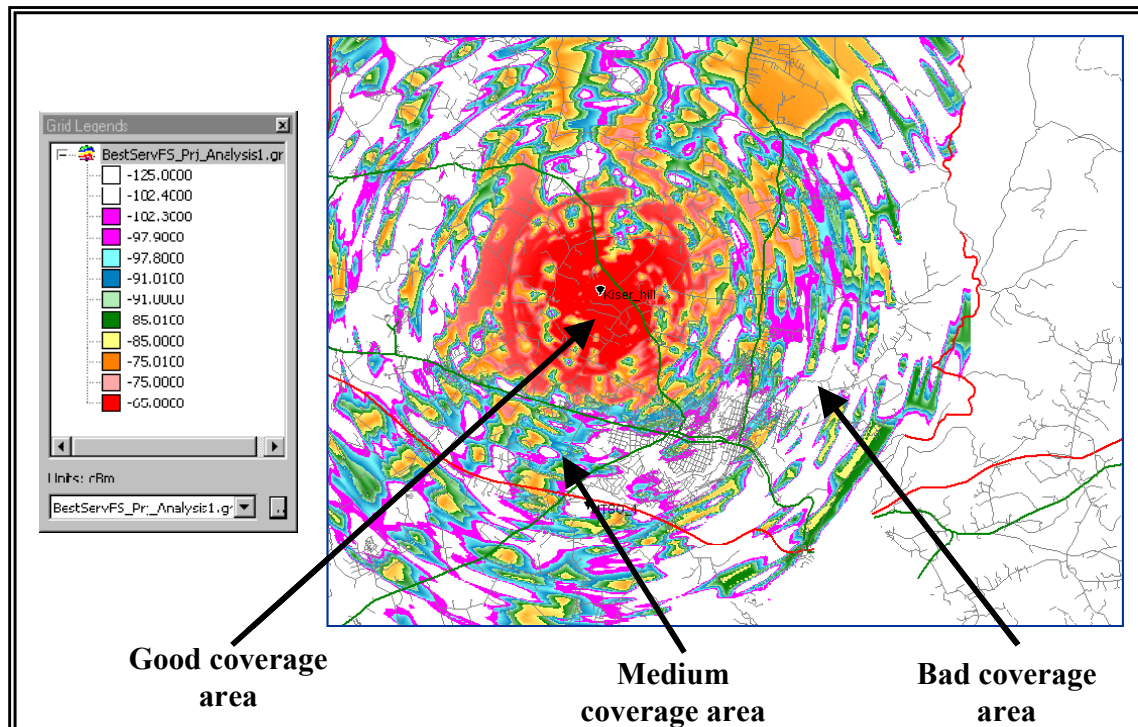 Grid Legends
BestServFS_Prj_Analysis1.gr
-125.0000
-102.4000
-102.3000
-97.9000
-97.8000
-91.0100
-91.0000
85.0100
-85.0000
-75.0100
-75.0000
-65.0000
Units: dBm
BestServFS_Prj_Analysis1.gr
..
Kiser_hill
Good coverage
area
Medium
coverage area
Bad coverage
area